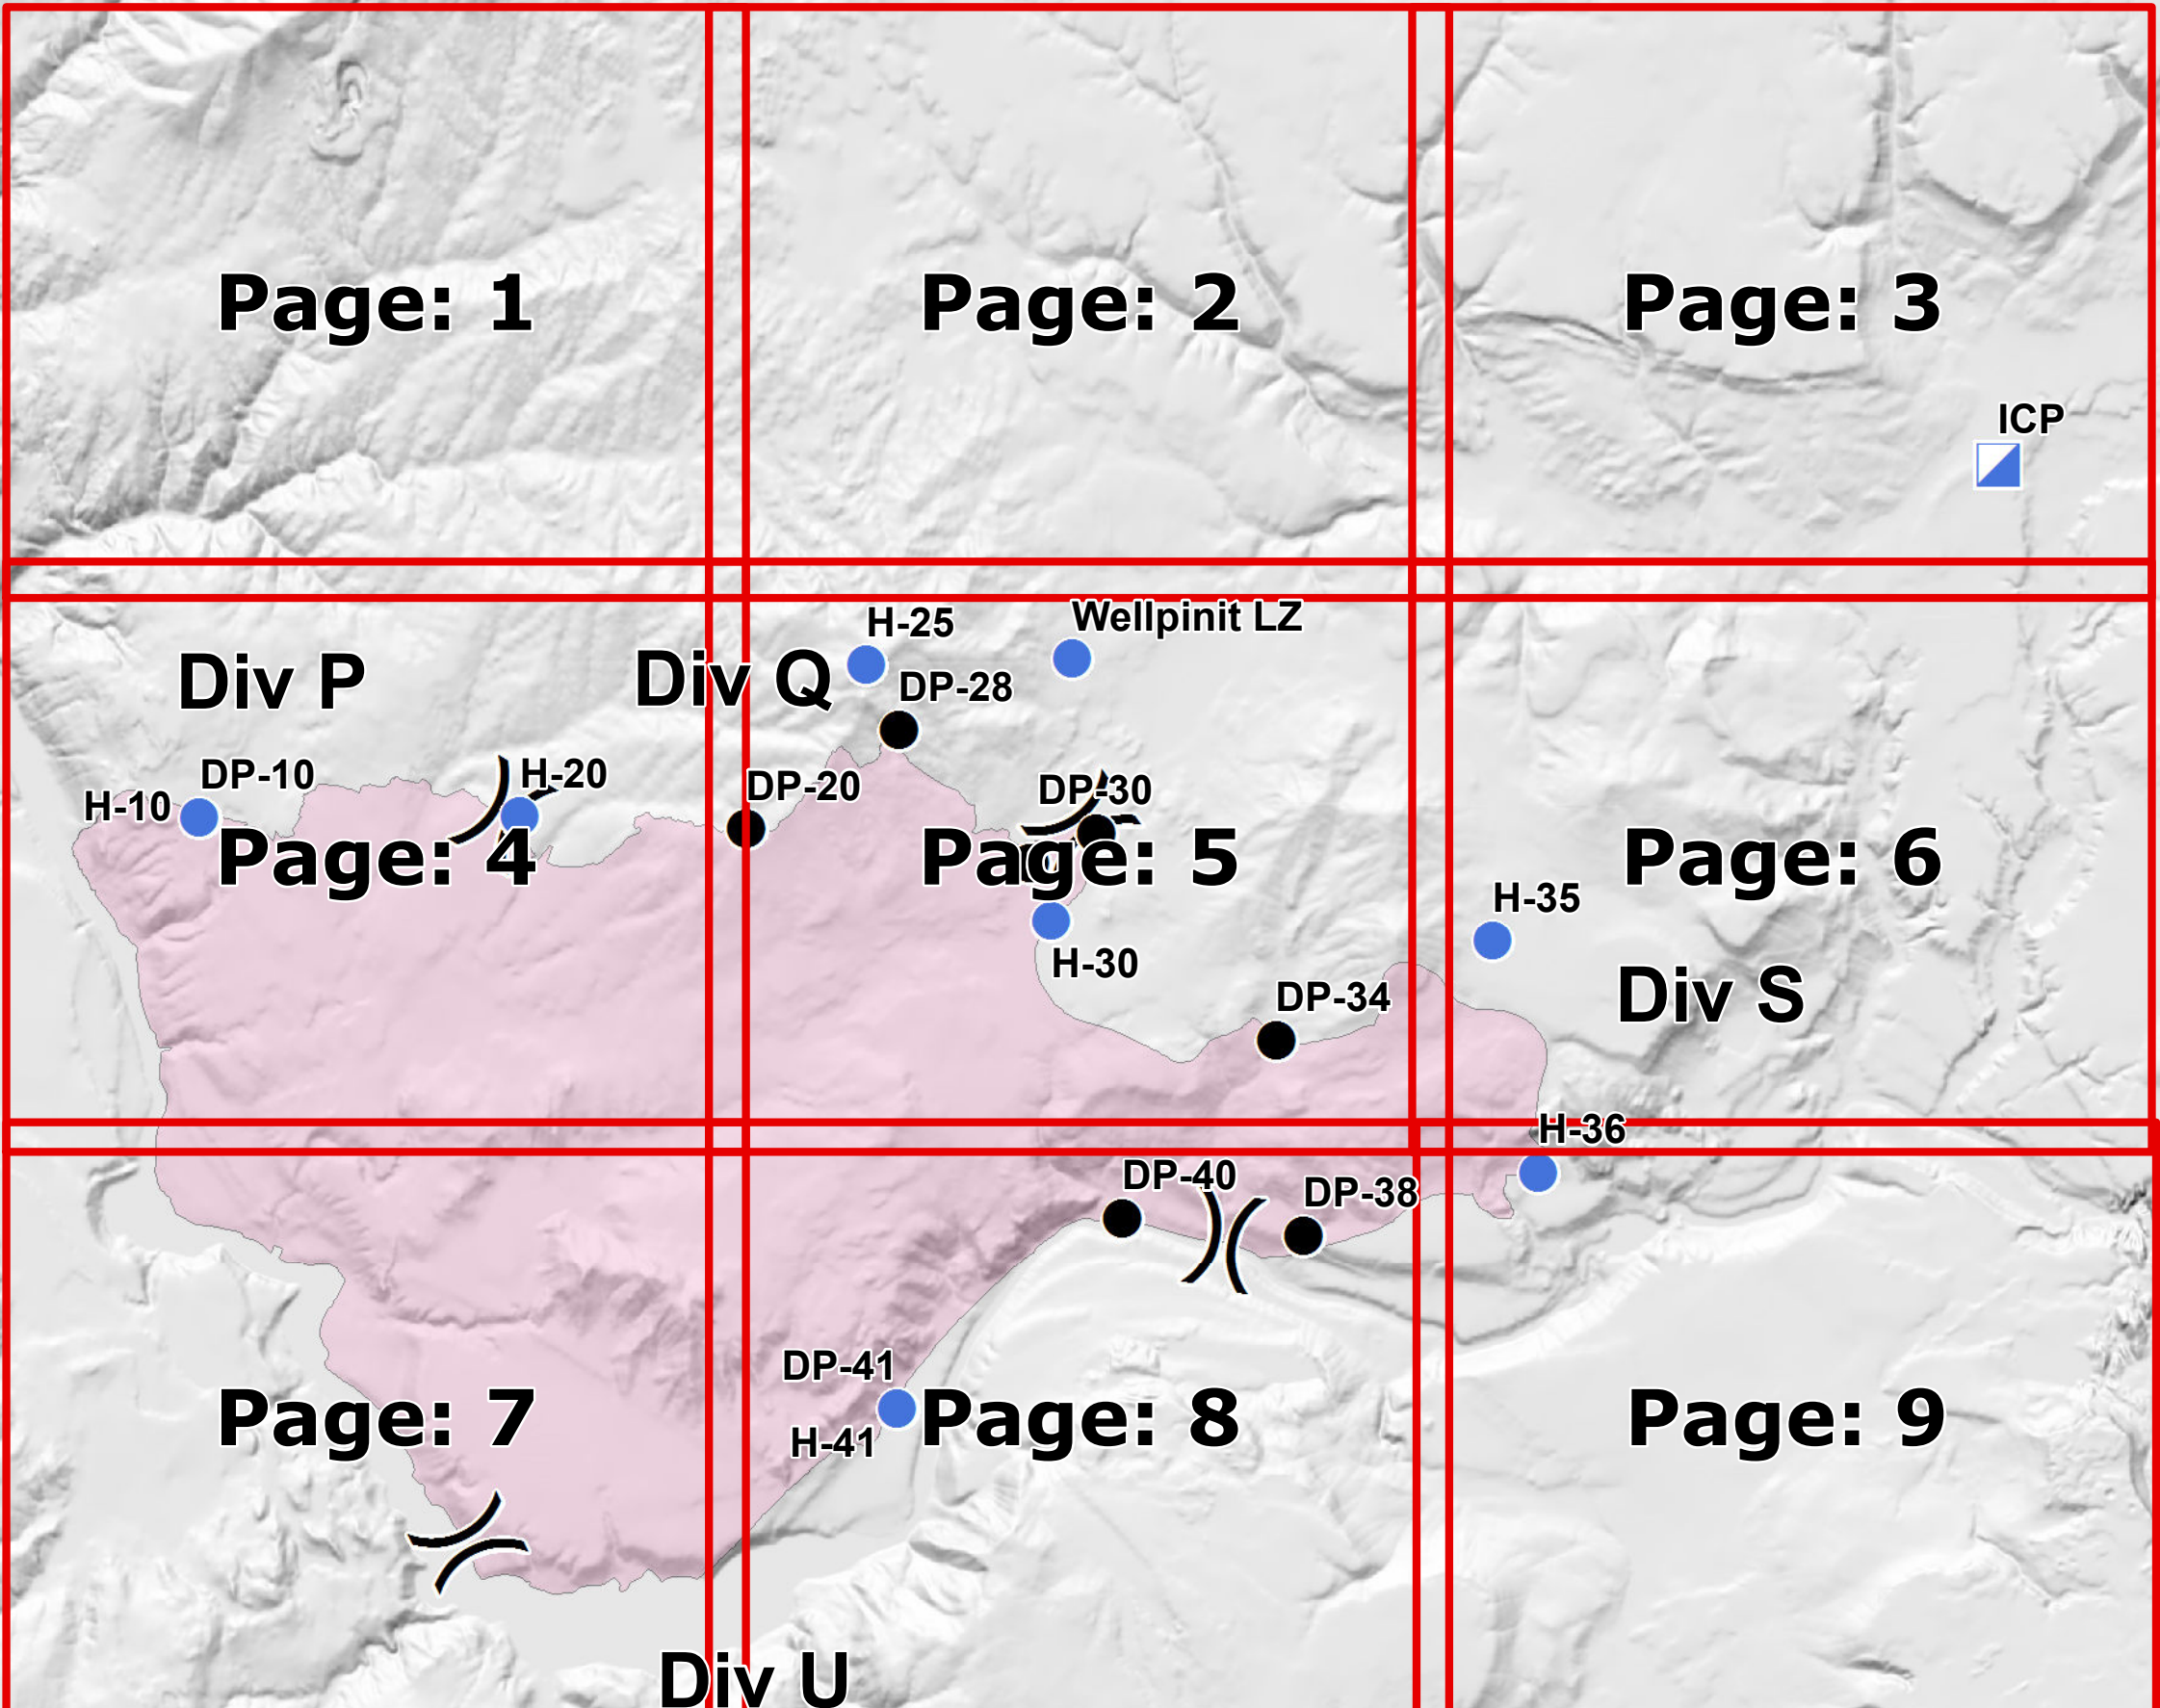 Page: 1
Page: 2
Page: 3
ICP
Wellpinit LZ
H-25
Div P
Div Q
DP-28
DP-10
H-20
DP-20
DP-30
H-10
Page: 4
Page: 5
Page: 6
H-35
H-30
Div S
DP-34
H-36
DP-40
DP-38
DP-41
Page: 7
Page: 8
Page: 9
H-41
Div U